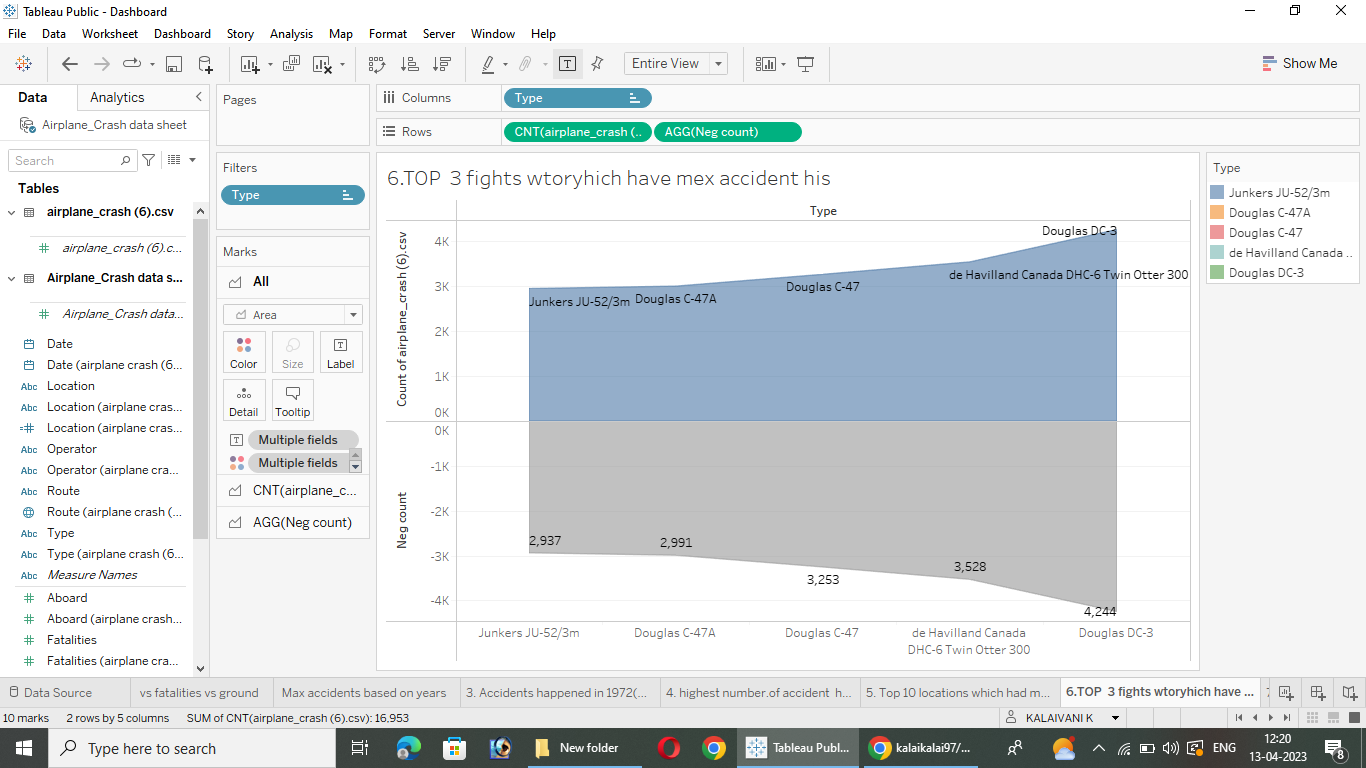 Tableau Public - Dashboard
File Data Worksheet Dashboard Story Analysis Map Format Server Window Help
Entire View
Show Me
Data Analytics
Airplane_Crash data sheet
Search
Tables
airplane_crash (6).csv
airplane_crash (6).c...
Airplane_Crash data s...
Airplane_Crash data...
Date
Abc Date (airplane crash (6...
Abc Location
Abc Location (airplane cras...
Location (airplane cras...
Abc Operator
Abc Operator (airplane cra...
Abc Route
Route (airplane crash (...
Abc Type
Abc Type (airplane crash (6...
Abc Measure Names
Aboard
Aboard (airplane crash...
Fatalities
Fatalities (airplane cra...
Pages
Filters
Type
Marks
All
Area
Color Size Label
Detail Tooltip
Multiple fields
Multiple fields
CNT(airplane_c...
AGG(Neg count)
Columns Type
Rows CNT(airplane_crash (.. AGG(Neg count)
6.TOP 3 fights wtoryhich have mex accident his
Type
Count of airplane_crash (6).csv
4K
3K
2K
1K
0K
Douglas DC-3
de Havilland Canada DHC-6 Twin Otter 300
Douglas C-47
Junkers JU-52/3m Douglas C-47A
Neg count
0K
-1K
-2K
-3K
-4K
2,937
2,991
3,253
3,528
4,244
Junkers JU-52/3m
Douglas C-47A
Douglas C-47
de Havilland Canada
DHC-6 Twin Otter 300
Douglas DC-3
Type
Junkers JU-52/3m
Douglas C-47A
Douglas C-47
de Havilland Canada ..
Douglas DC-3
Data Source vs fatalities vs ground Max accidents based on years 3. Accidents happened in 1972(... 4. highest number.of accident h... 5. Top 10 locations which had m... 6.TOP 3 fights wtoryhich have ... 7
10 marks 2 rows by 5 columns SUM of CNT(airplane_crash (6).csv): 16,953
KALAIVANI K
Type here to search
New folder
Tableau Publ...
kalaikalai97/...
ENG
12:20
13-04-2023
8